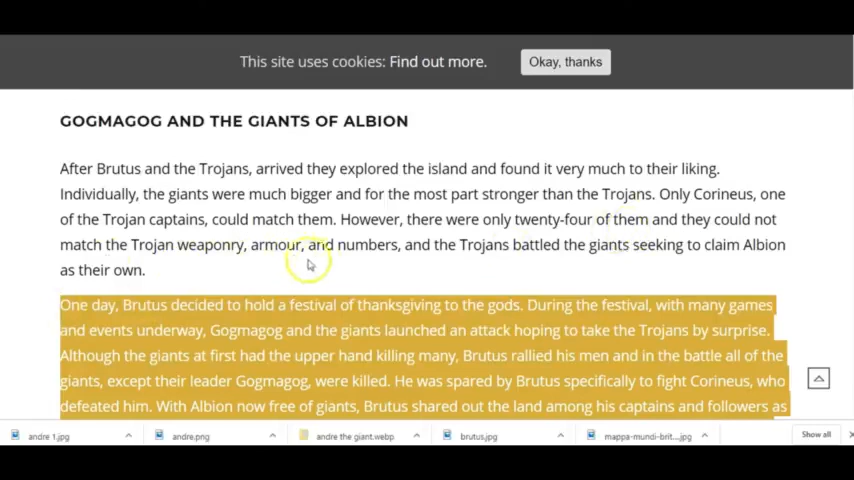 This site uses cookies: Find out more. Okay, thanks
GOGMAGOG AND THE GIANTS OF ALBION
After Brutus and the Trojans, arrived they explored the island and found it very much to their liking.
Individually, the giants were much bigger and for the most part stronger than the Trojans. Only Corineus, one
of the Trojan captains, could match them. However, there were only twenty-four of them and they could not
match the Trojan weaponry, armour, and numbers, and the Trojans battled the giants seeking to claim Albion
as their own.
One day, Brutus decided to hold a festival of thanksgiving to the gods. During the festival, with many games
and events underway, Gogmagog and the giants launched an attack hoping to take the Trojans by surprise.
Although the giants at first had the upper hand killing many, Brutus rallied his men and in the battle all of the
giants, except their leader Gogmagog, were killed. He was spared by Brutus specifically to fight Corineus, who
defeated him. With Albion now free of giants, Brutus shared out the land among his captains and followers as
andre 1.jpg andre.png andre the giant.webp brutus.jpg mappa-mundi-brit....jpg Show all